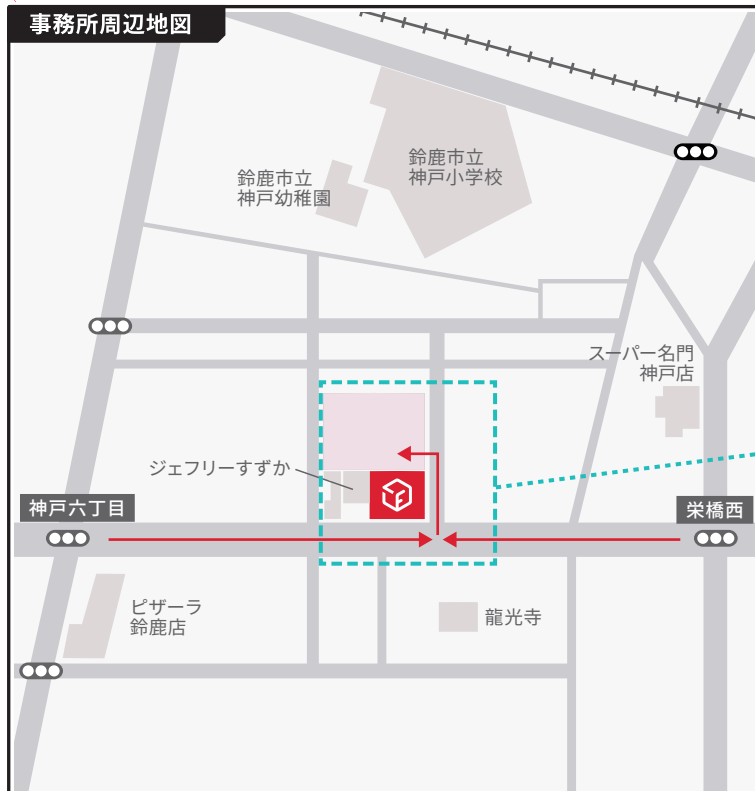 事務所周辺地図
鈴鹿市立
神戸小学校
鈴鹿市立
神戸幼稚園
スーパー名門
神戸店
ジェフリーすずか
神戸六丁目
栄橋西
ピザーラ
鈴鹿店
龍光寺